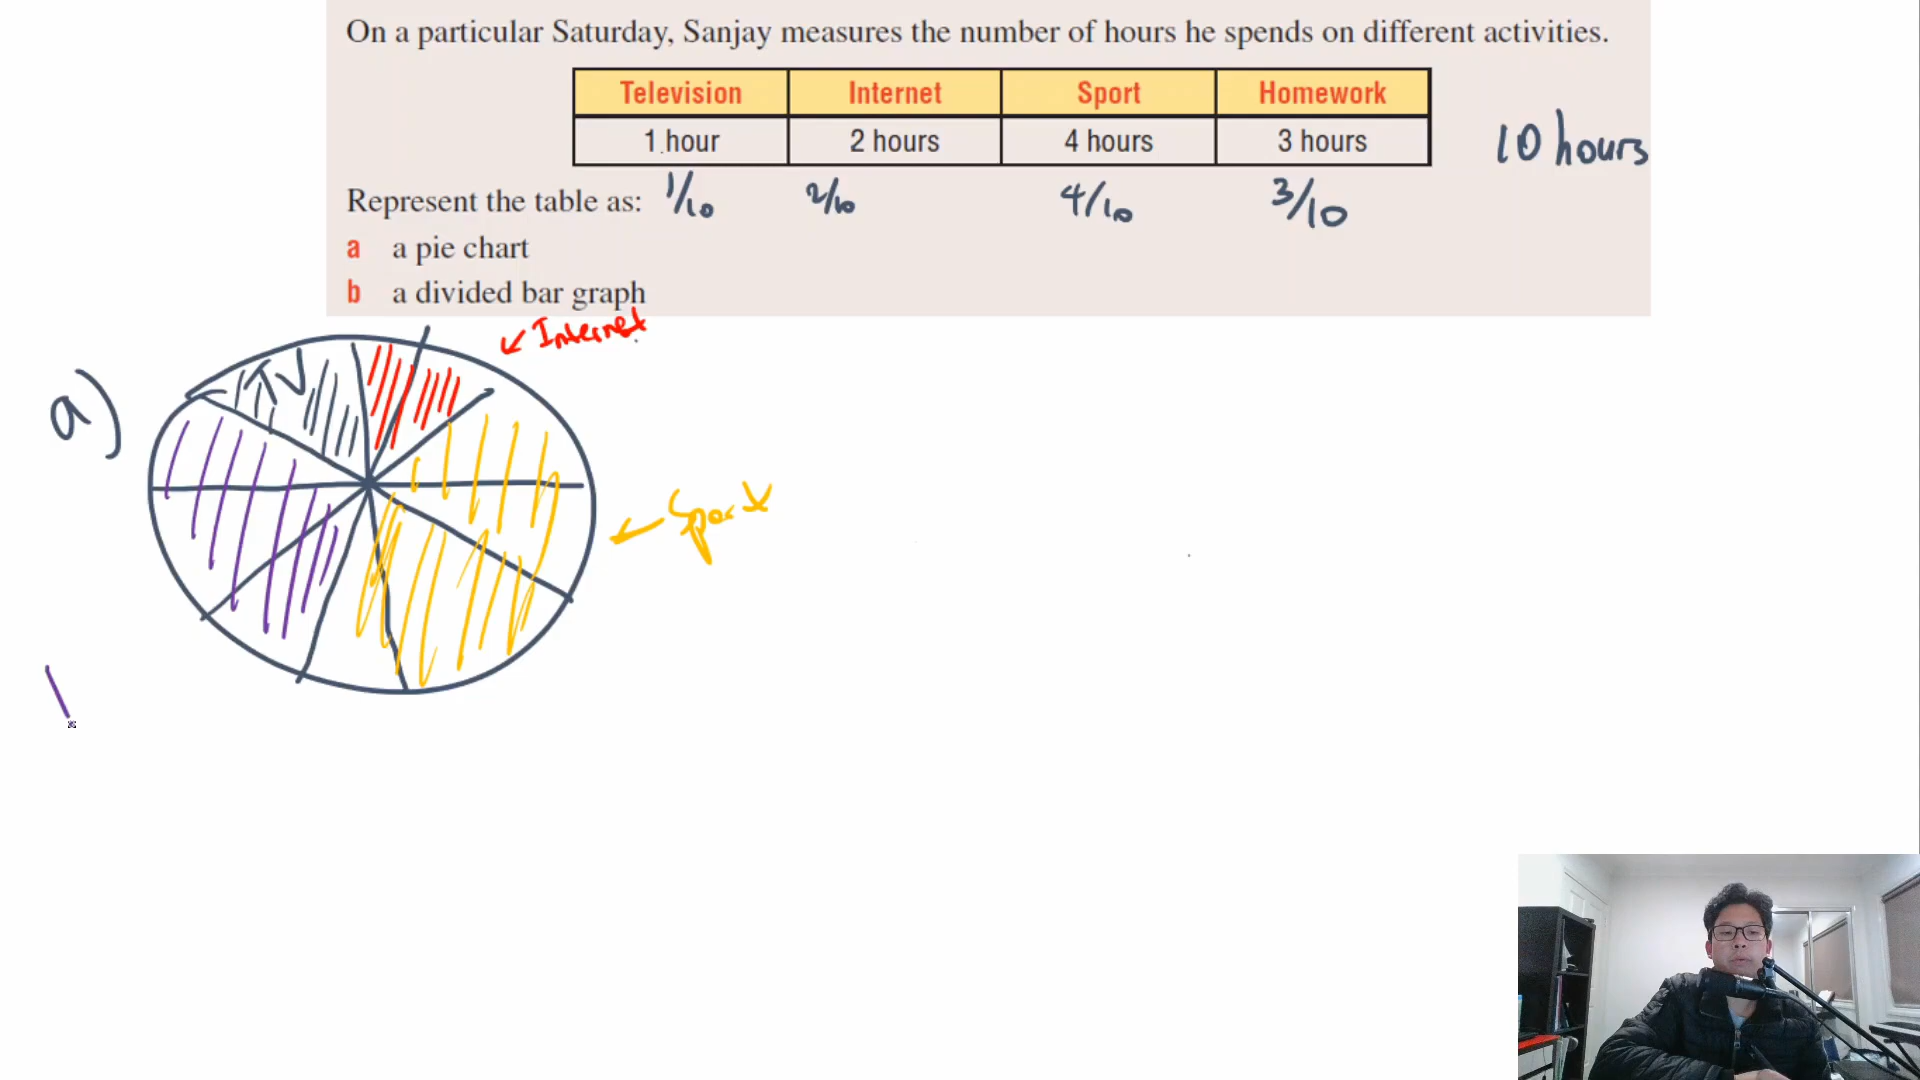 On a particular Saturday, Sanjay measures the number of hours he spends on different activities.
Television Internet Sport Homework
1 hour 2 hours 4 hours 3 hours
10 hours
Represent the table as:
1/10 2/10 4/10 3/10
a a pie chart
b a divided bar graph
Internet
TV
a)
Sport